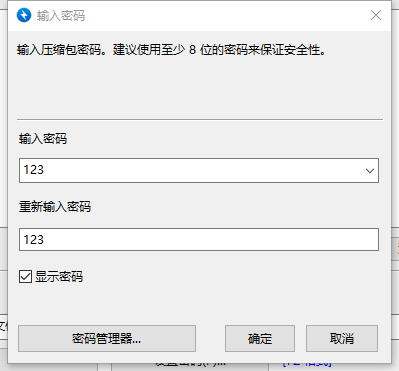 输入密码
输入压缩包密码。建议使用至少 8 位的密码来保证安全性。
输入密码
123
重新输入密码
123
显示密码
密码管理器...
确定
取消